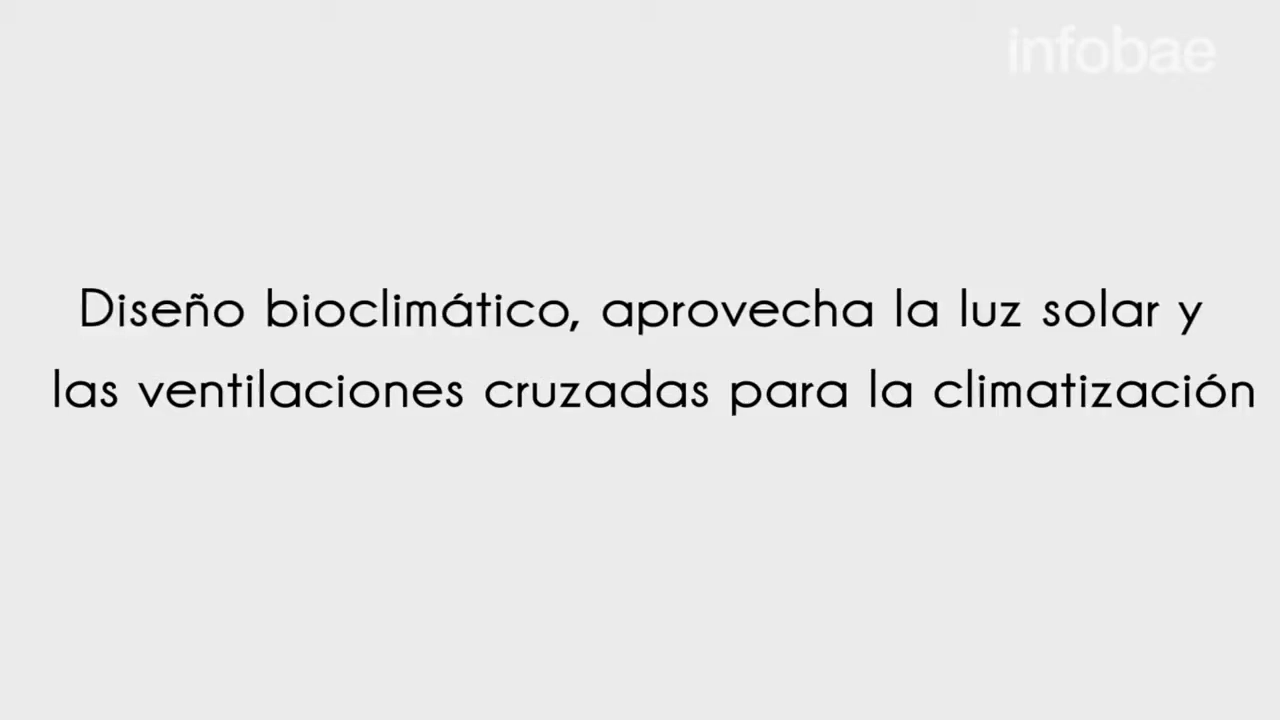 infobae
Diseño bioclimático, aprovecha la luz solar y
las ventilaciones cruzadas para la climatización